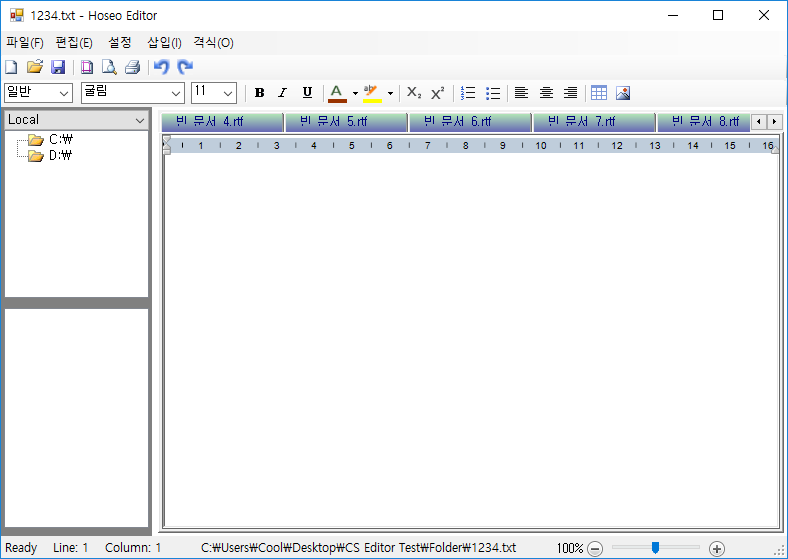 1234.txt - Hoseo Editor
파일(F) 편집(E) 설정 삽입(I) 격식(O)
일반 굴림 11 B I U A ab X₂ X²
Local
C:₩
D:₩
빈 문서 4.rtf 빈 문서 5.rtf 빈 문서 6.rtf 빈 문서 7.rtf 빈 문서 8.rtf
1 2 3 4 5 6 7 8 9 10 11 12 13 14 15 16
Ready Line: 1 Column: 1 C:₩Users₩Cool₩Desktop₩CS Editor Test₩Folder₩1234.txt 100%